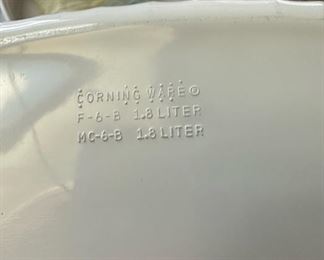 CORNING WARE®
F-6-B 1.8 LITER
MC-6-B 1.8 LITER